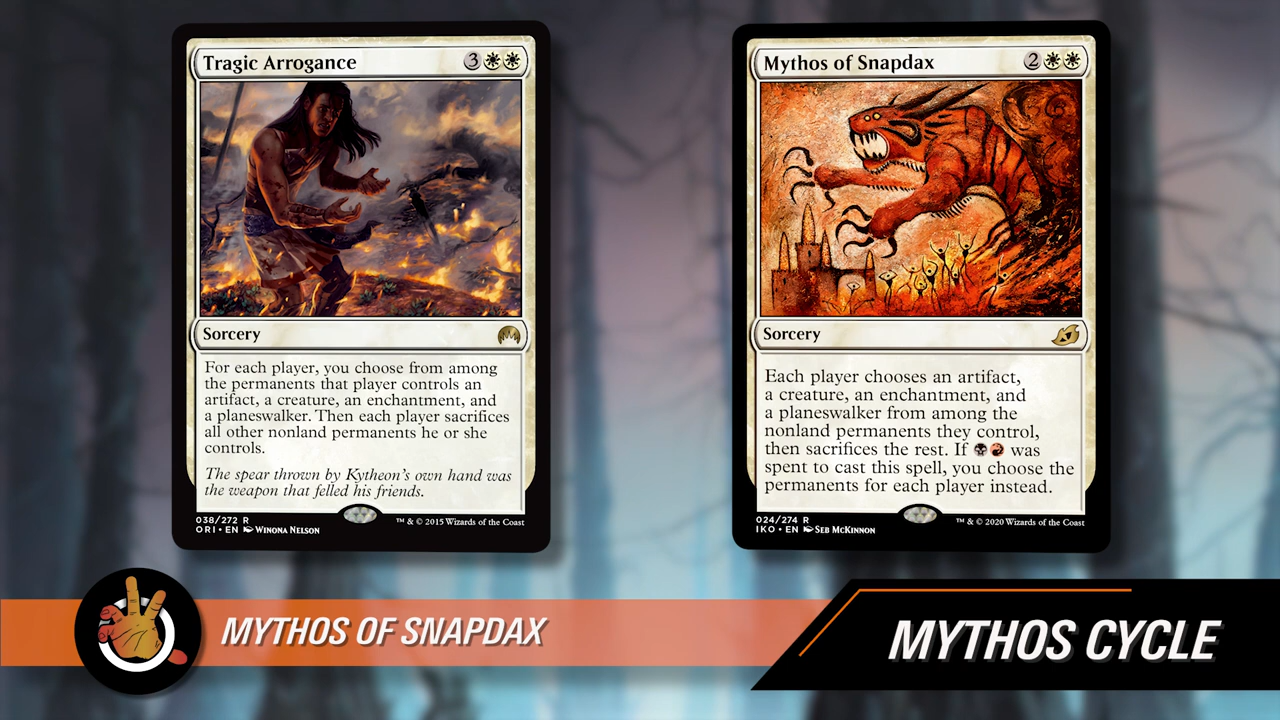 Tragic Arrogance
3
Sorcery
For each player, you choose from among
the permanents that player controls an
artifact, a creature, an enchantment, and
a planeswalker. Then each player sacrifices
all other nonland permanents he or she
controls.
The spear thrown by Kytheon's own hand was
the weapon that felled his friends.
038/272 R
ORI • EN Winona Nelson
™ & © 2015 Wizards of the Coast
Mythos of Snapdax
2
Sorcery
Each player chooses an artifact,
a creature, an enchantment, and
a planeswalker from among the
nonland permanents they control,
then sacrifices the rest. If was
spent to cast this spell, you choose the
permanents for each player instead.
024/274 R
IKO • EN Seb McKinnon
™ & © 2020 Wizards of the Coast
MYTHOS OF SNAPDAX
MYTHOS CYCLE